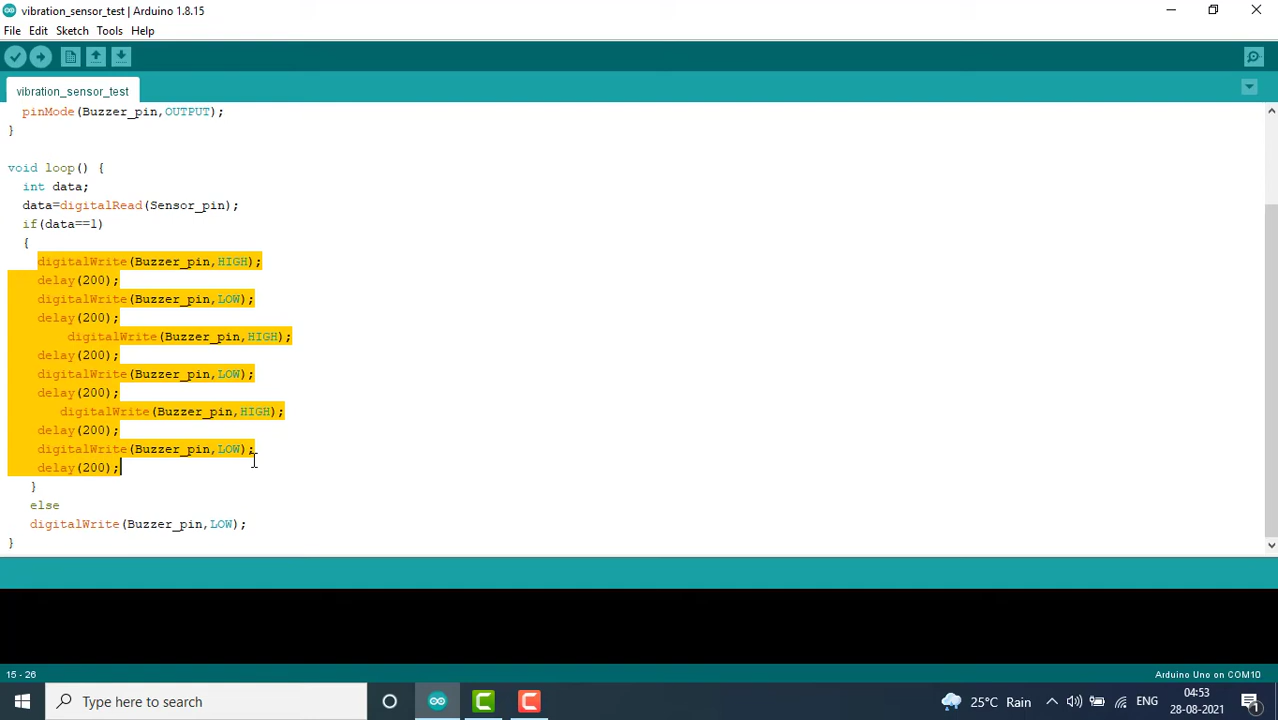 vibration_sensor_test | Arduino 1.8.15
File Edit Sketch Tools Help
vibration_sensor_test
pinMode(Buzzer_pin,OUTPUT);
}
void loop() {
int data;
data=digitalRead(Sensor_pin);
if(data==1)
{
digitalWrite(Buzzer_pin,HIGH);
delay(200);
digitalWrite(Buzzer_pin,LOW);
delay(200);
digitalWrite(Buzzer_pin,HIGH);
delay(200);
digitalWrite(Buzzer_pin,LOW);
delay(200);
digitalWrite(Buzzer_pin,HIGH);
delay(200);
digitalWrite(Buzzer_pin,LOW);
delay(200);
}
else
digitalWrite(Buzzer_pin,LOW);
}
15 - 26 Arduino Uno on COM10
Type here to search 25°C Rain ENG 04:53
28-08-2021 1